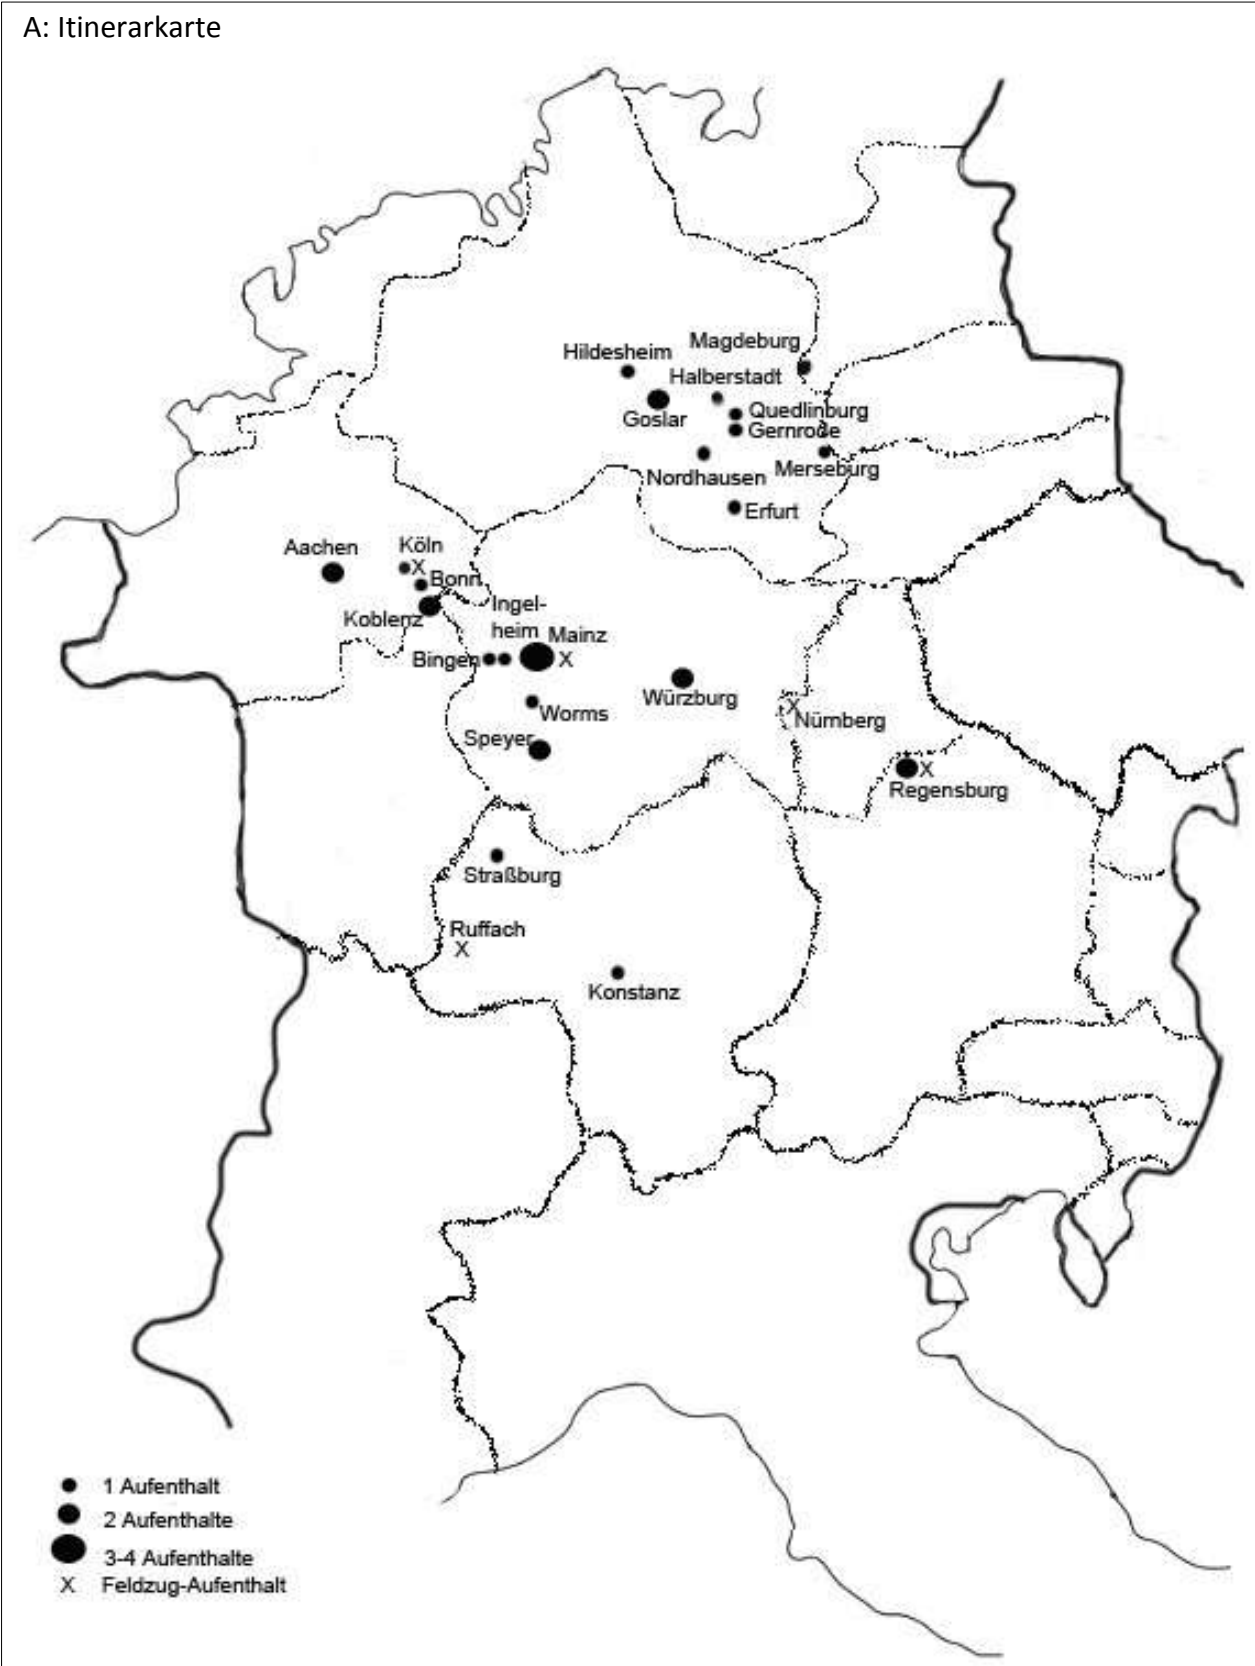 A: Itinerarkarte
Magdeburg
Hildesheim
Halberstadt
Goslar
Quedlinburg
Gernrode
Nordhausen
Merseburg
Erfurt
Aachen
Köln
X
Bonn
Koblenz
Ingel-
heim
Mainz
X
Bingen
Würzburg
Worms
X
Nürnberg
Speyer
X
Regensburg
Straßburg
Ruffach
X
Konstanz
1 Aufenthalt
2 Aufenthalte
3-4 Aufenthalte
X Feldzug-Aufenthalt